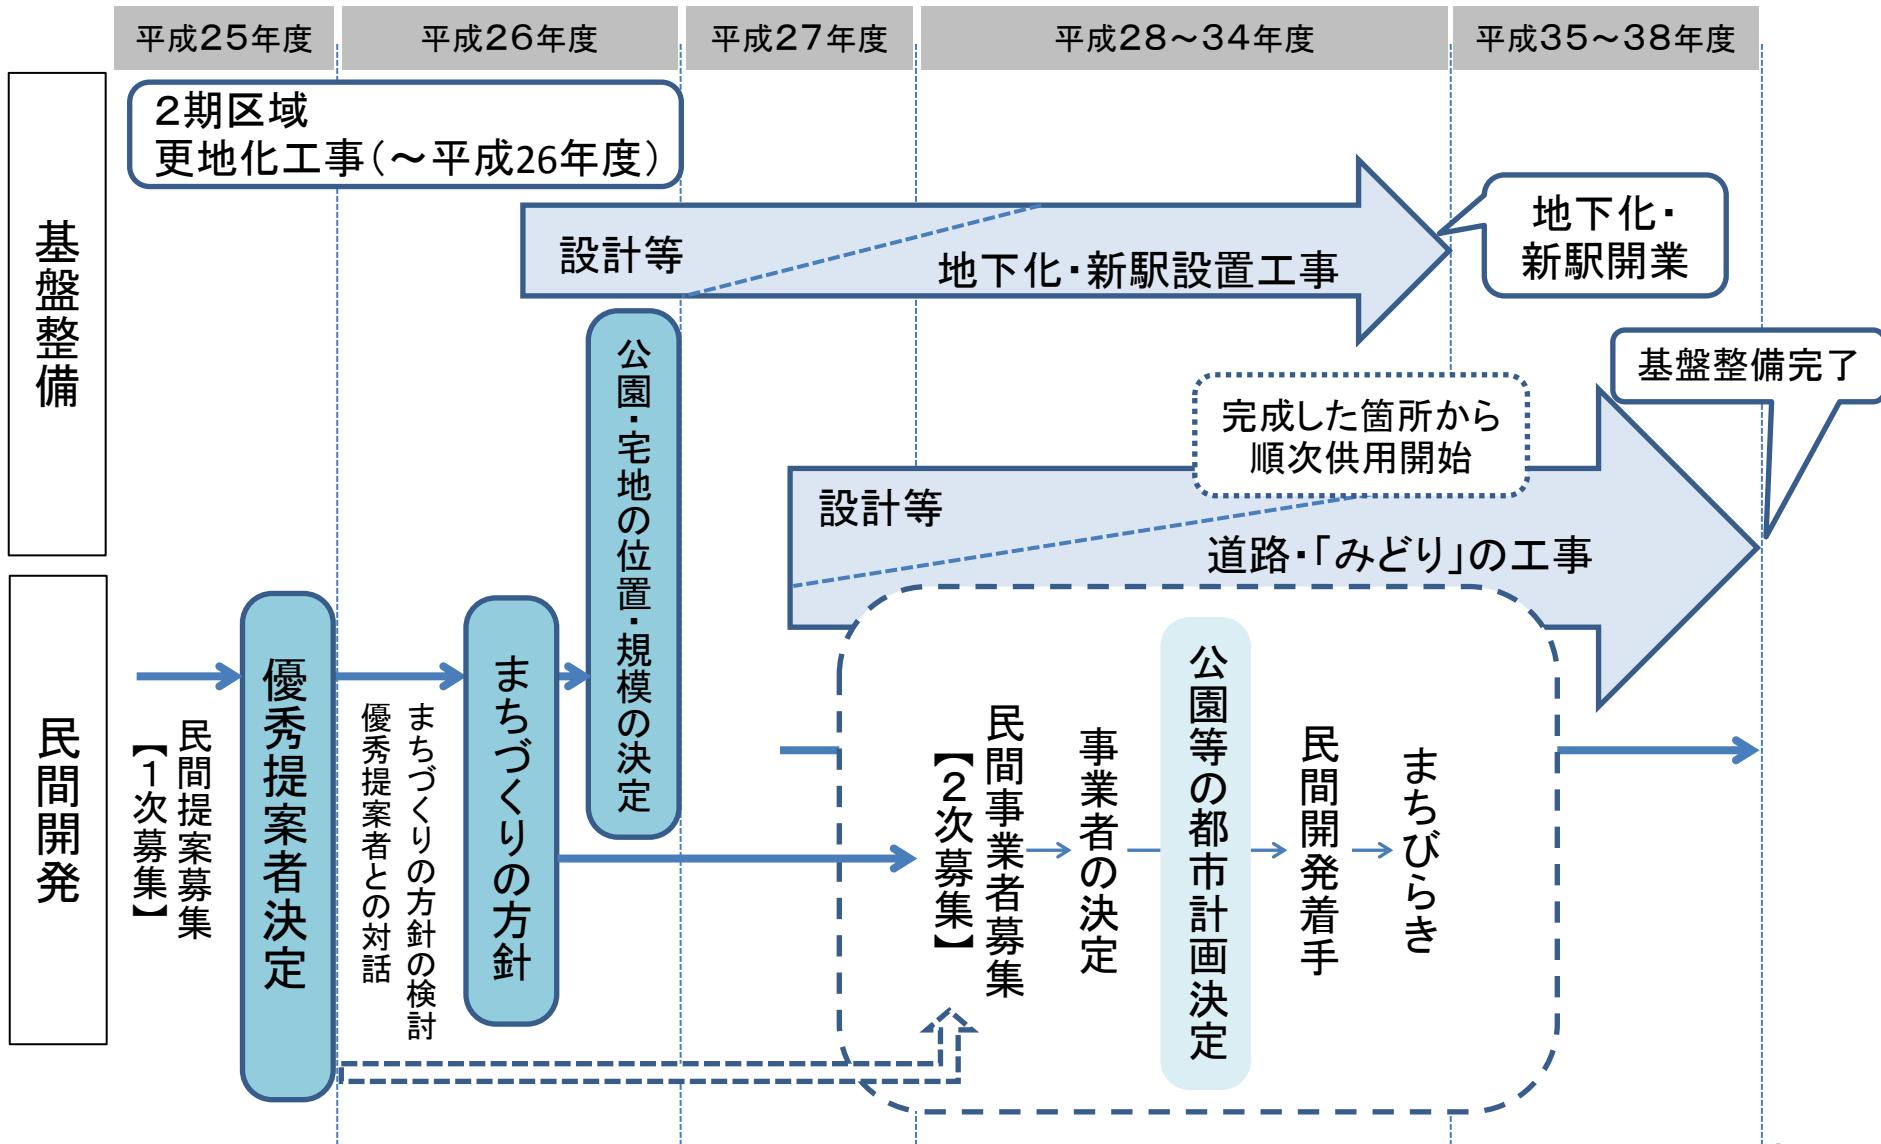 平成25年度
平成26年度
平成27年度
平成28～34年度
平成35～38年度
基盤整備
2期区域
更地化工事（～平成26年度）
設計等
地下化・新駅設置工事
地下化・
新駅開業
公園・宅地の位置・規模の決定
基盤整備完了
完成した箇所から
順次供用開始
設計等
道路・「みどり」の工事
民間開発
民間提案募集
【1次募集】
優秀提案者決定
まちづくりの方針の検討
優秀提案者との対話
まちづくりの方針
民間事業者募集
【2次募集】
事業者の決定
公園等の都市計画決定
民間開発着手
まちびらき